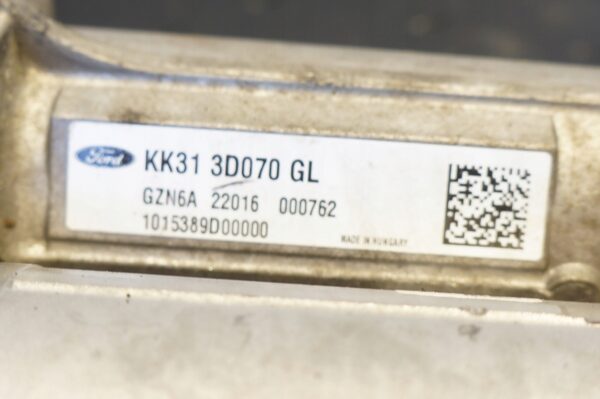 Ford KK31 3D070 GL
GZN6A 22016 000762
1015389D00000
MADE IN HUNGARY